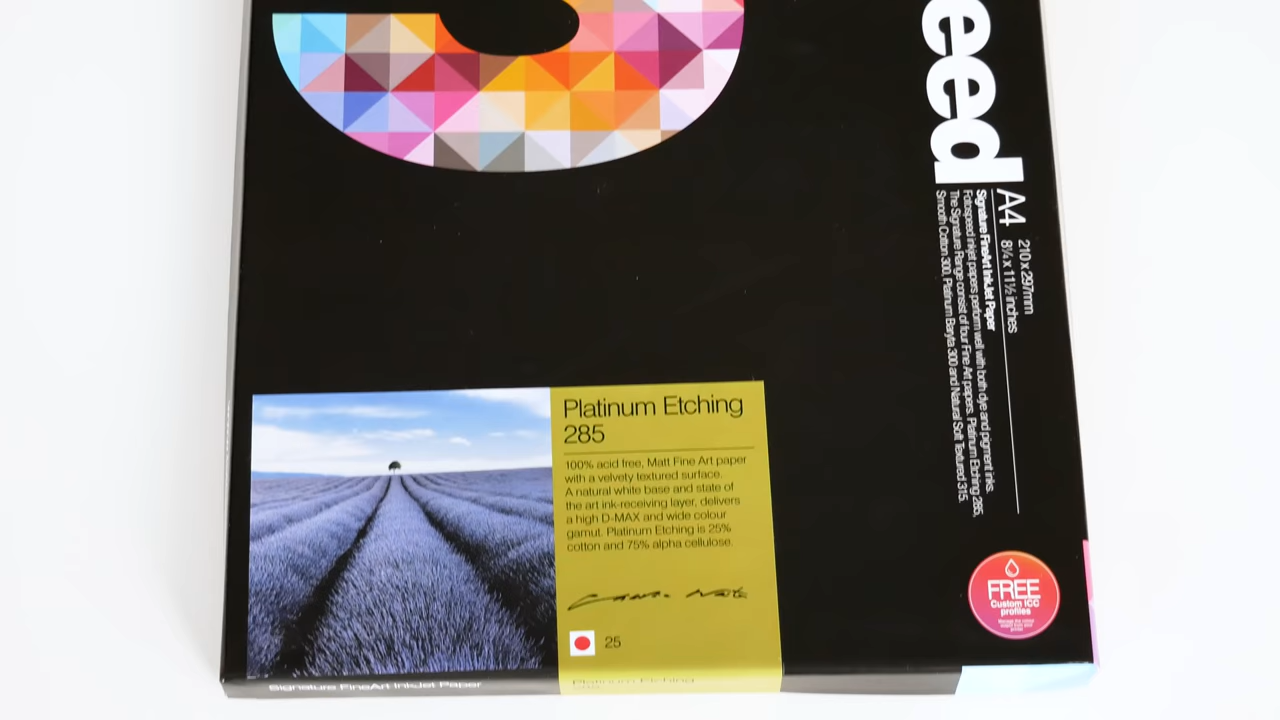 eed
A4
210 x 297mm
8¼ x 11½ inches
Signature FineArt InkJet Paper
Fotospeed inkjet papers perform well with both dye and pigment inks.
The Signature Range consist of four Fine Art papers. Platinum Etching 285,
Smooth Cotton 300, Platinum Baryta 300 and Natural Soft Textured 315.
Platinum Etching
285
100% acid free, Matt Fine Art paper
with a velvety textured surface.
A natural white base and state of
the art ink-receiving layer, delivers
a high D-MAX and wide colour
gamut. Platinum Etching is 25%
cotton and 75% alpha cellulose.
25
FREE
Custom ICC
profiles
Signature FineArt InkJet Paper
Platinum Etching